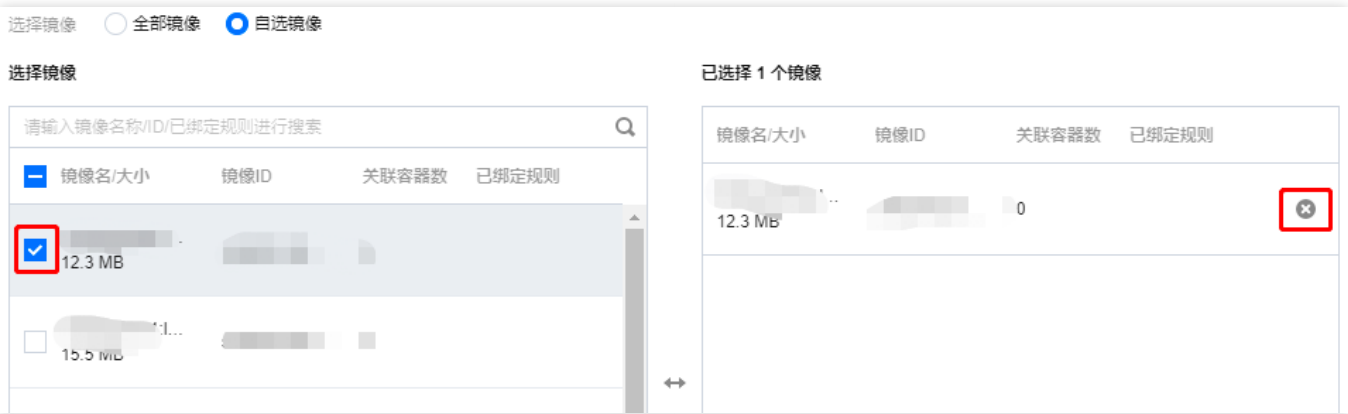 选择镜像 全部镜像 自选镜像
选择镜像
请输入镜像名称/ID/已绑定规则进行搜索
镜像名/大小 镜像ID 关联容器数 已绑定规则
12.3 MB
15.5 MB
已选择 1 个镜像
镜像名/大小 镜像ID 关联容器数 已绑定规则
0
12.3 MB